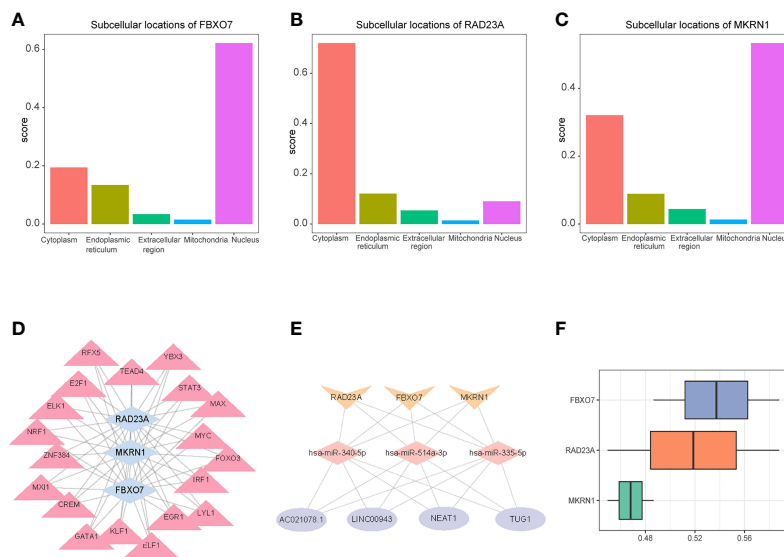 A
Subcellular locations of FBXO7
0.6
0.4
0.2
0.0
score
Cytoplasm
Endoplasmic
reticulum
Extracellular
region
Mitochondria
Nucleus
B
Subcellular locations of RAD23A
0.6
0.4
0.2
0.0
score
Cytoplasm
Endoplasmic
reticulum
Extracellular
region
Mitochondria
Nucleus
C
Subcellular locations of MKRN1
0.4
0.2
0.0
score
Cytoplasm
Endoplasmic
reticulum
Extracellular
region
Mitochondria
Nucleus
D
RFX5
YBX3
TEAD4
E2F1
STAT3
ELK1
MAX
RAD23A
NRF1
MYC
MKRN1
ZNF384
FOXO3
FBXO7
IRF1
MXI1
CREM
LYL1
EGR1
GATA1
KLF1
ELF1
E
RAD23A
FBXO7
MKRN1
hsa-miR-340-5p
hsa-miR-514a-3p
hsa-miR-335-5p
AC021078.1
LINC00943
NEAT1
TUG1
F
FBXO7
RAD23A
MKRN1
0.48
0.52
0.56